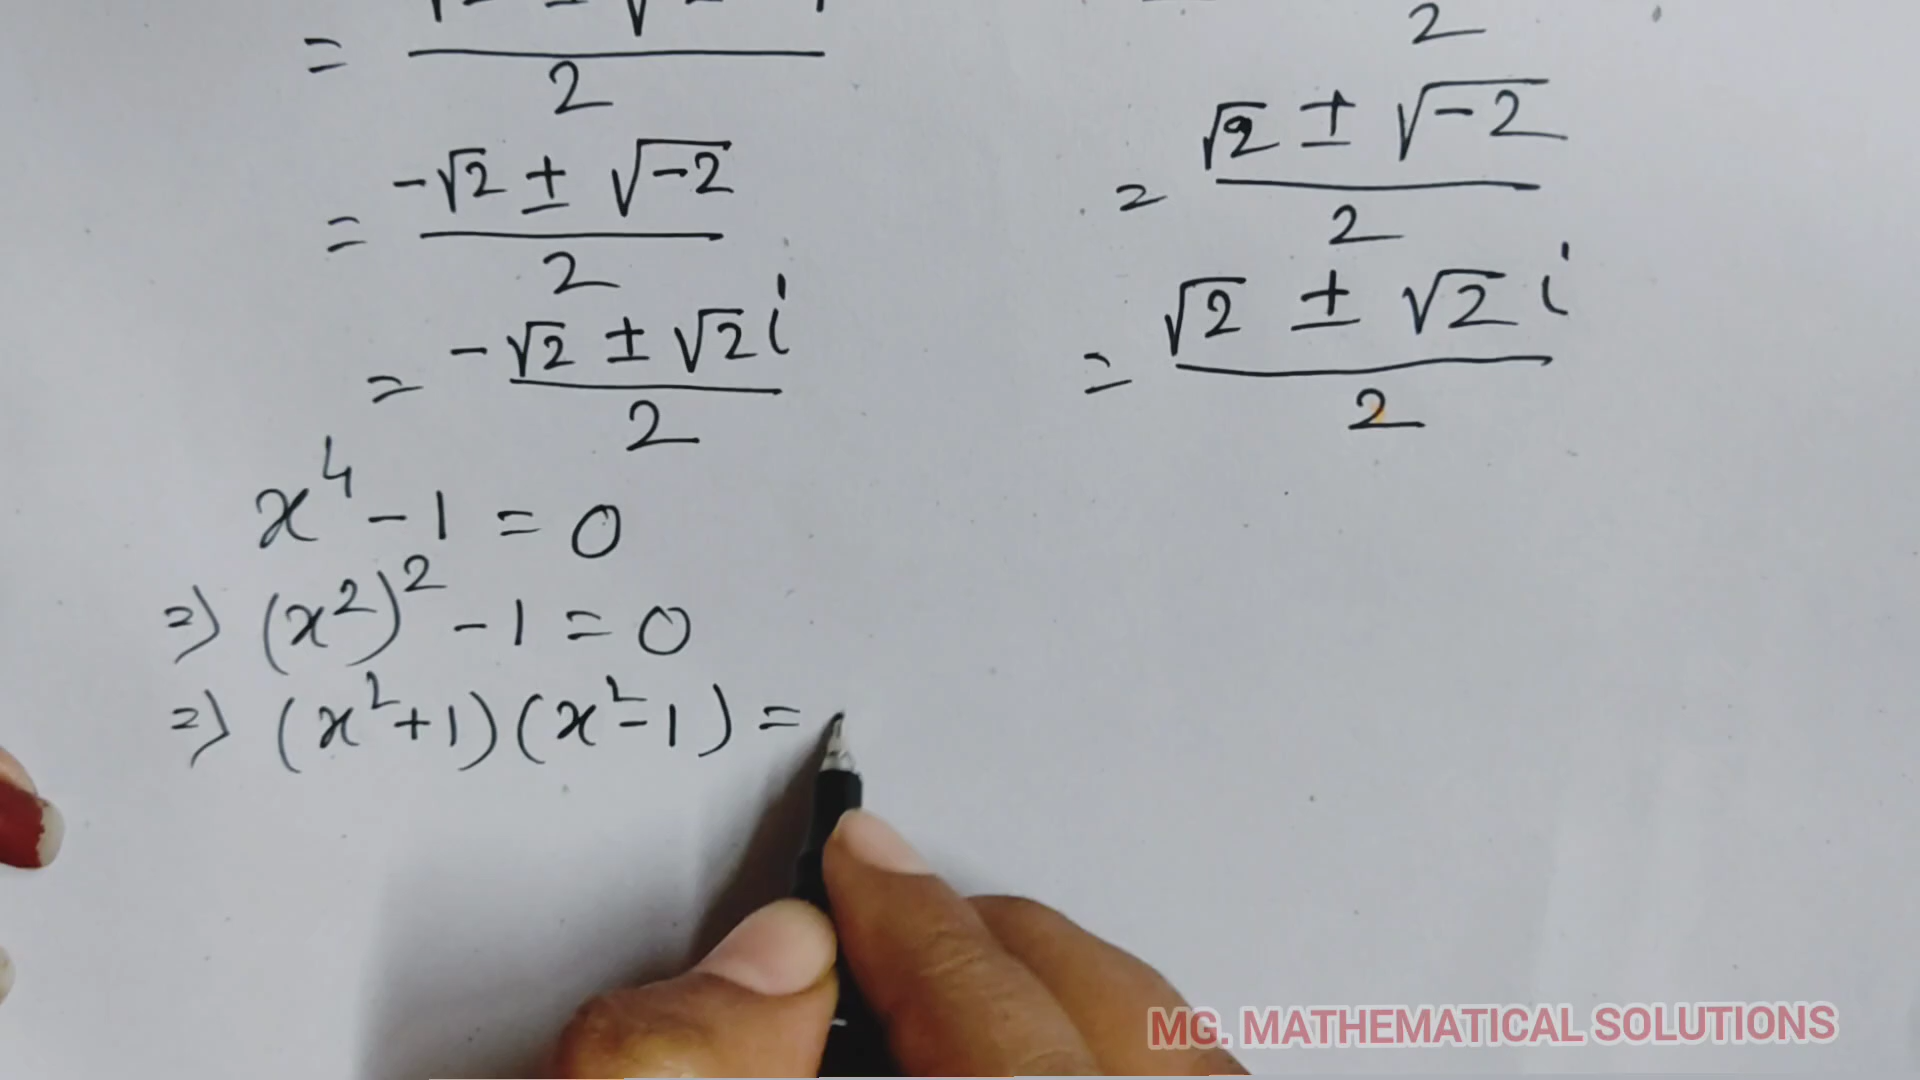 = ──── / 2
= (-√2 ± √-2) / 2
= (-√2 ± √2 i) / 2
2
= (√2 ± √-2) / 2
= (√2 ± √2 i) / 2
x⁴ - 1 = 0
⇒ (x²)² - 1 = 0
⇒ (x² + 1)(x² - 1) =
MG. MATHEMATICAL SOLUTIONS